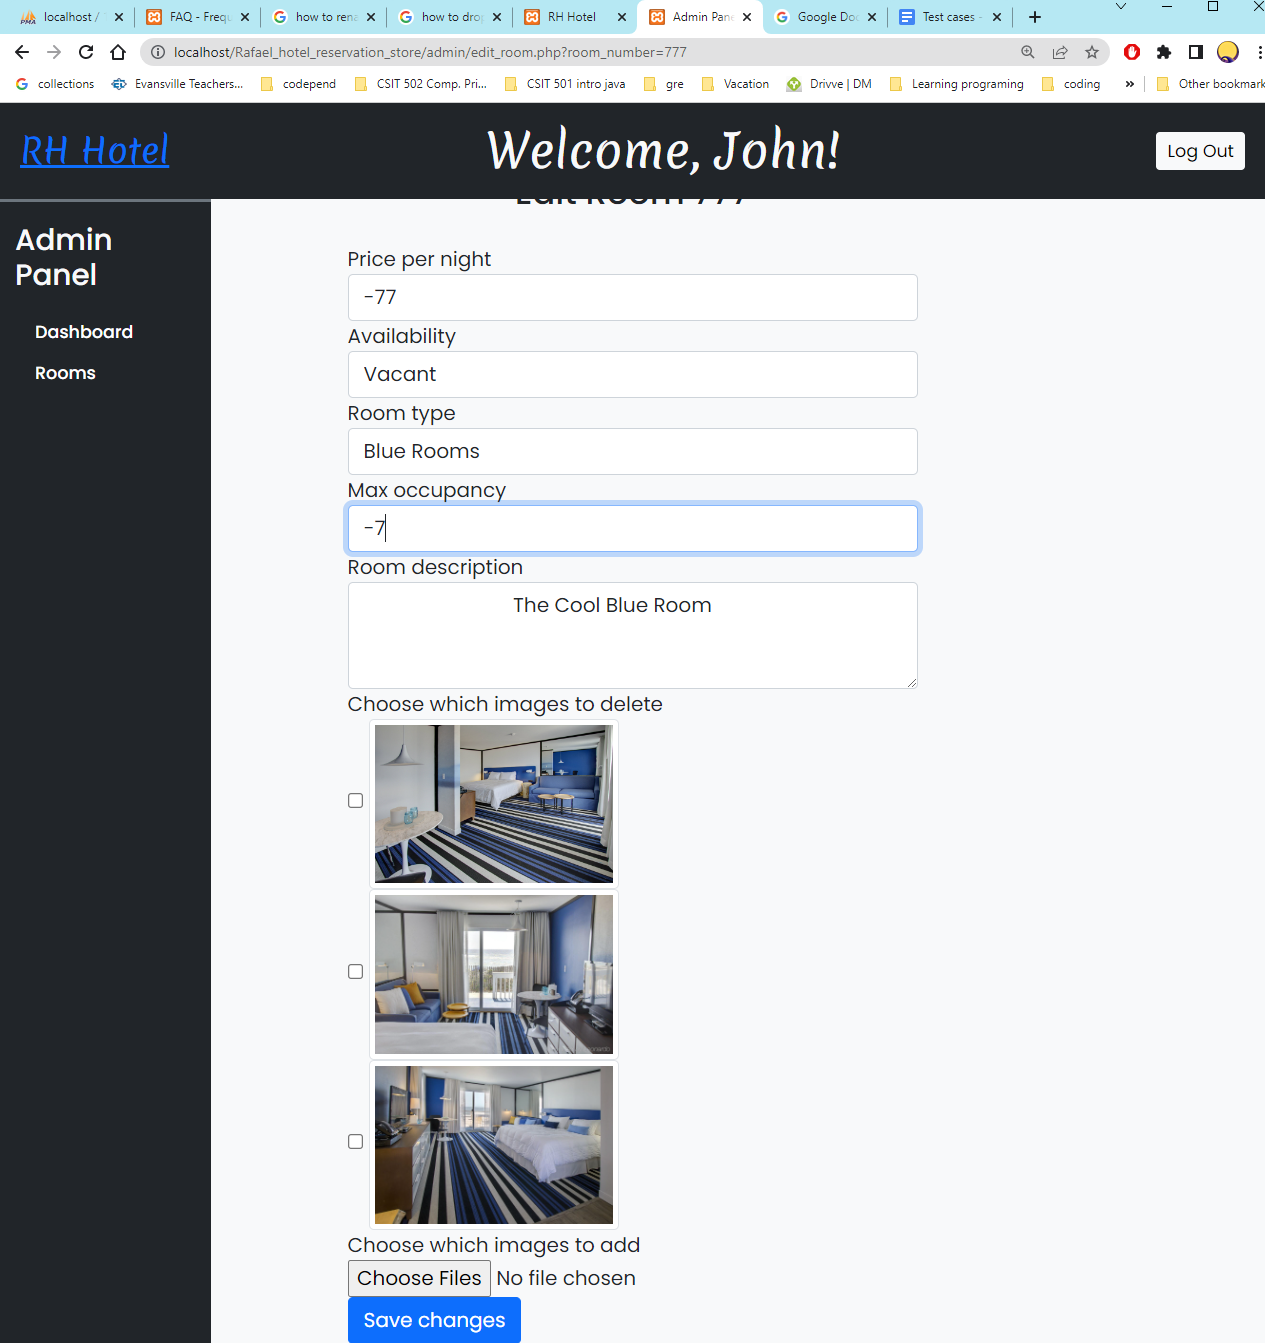 localhost /
FAQ - Frequ
how to rena
how to drop
RH Hotel
Admin Pane
Google Doc
Test cases -
localhost/Rafael_hotel_reservation_store/admin/edit_room.php?room_number=777
collections
Evansville Teachers...
codepend
CSIT 502 Comp. Pri...
CSIT 501 intro java
gre
Vacation
Drivve | DM
Learning programing
coding
»
Other bookmark
RH Hotel
Welcome, John!
Log Out
Edit Room 777
Admin
Panel
Dashboard
Rooms
Price per night
-77
Availability
Vacant
Room type
Blue Rooms
Max occupancy
-7
Room description
The Cool Blue Room
Choose which images to delete
Choose which images to add
Choose Files No file chosen
Save changes